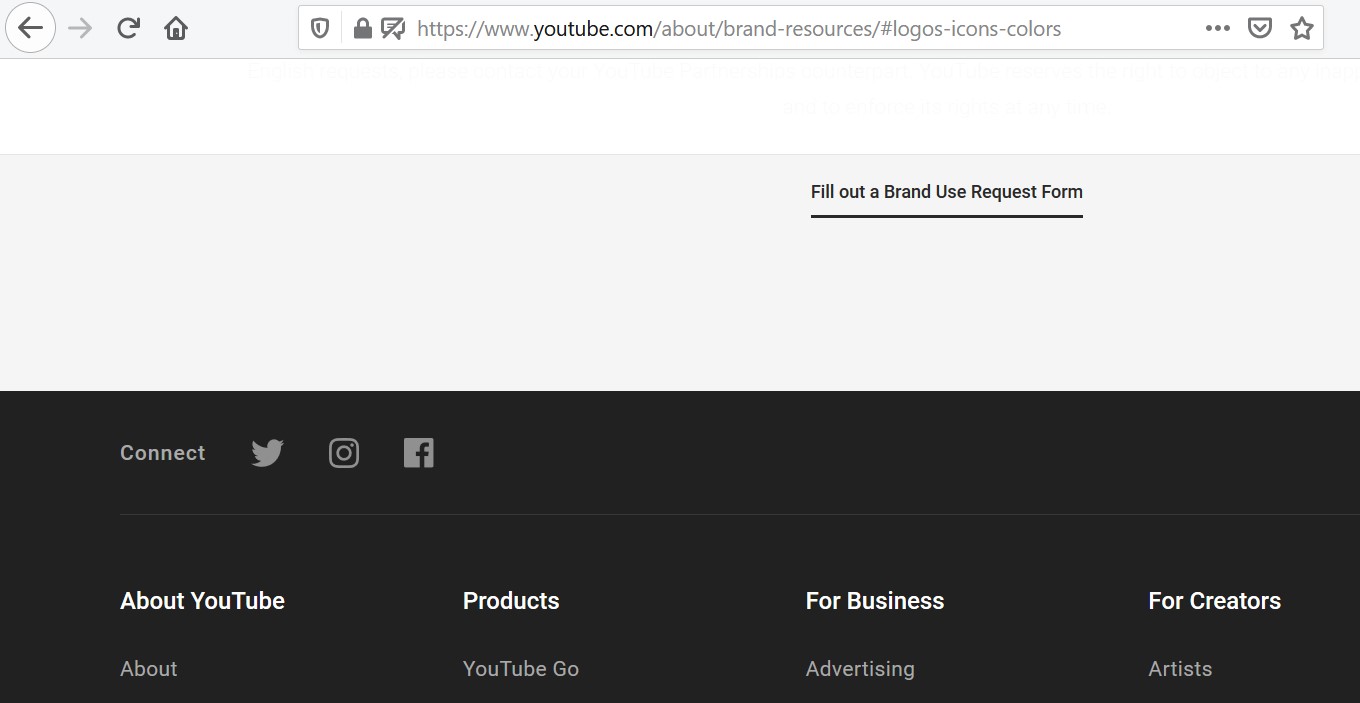 https://www.youtube.com/about/brand-resources/#logos-icons-colors
English requests, please contact your YouTube Partnerships counterpart. YouTube reserves the right to object to any
and to enforce its rights at any time.
Fill out a Brand Use Request Form
Connect
About YouTube Products For Business For Creators
About YouTube Go Advertising Artists